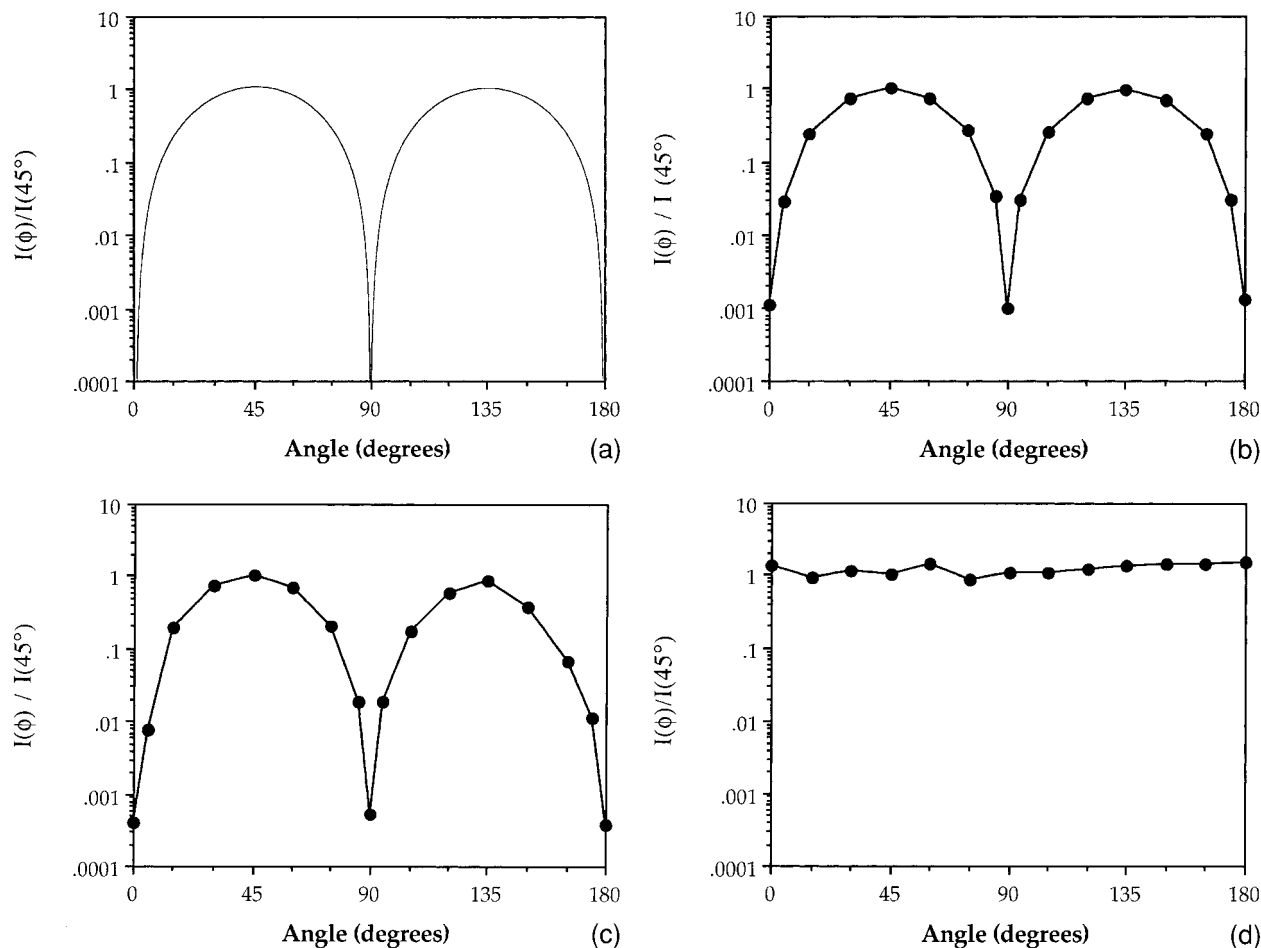 10
1
.1
.01
.001
.0001
0 45 90 135 180
I(ϕ)/I(45°)
Angle (degrees)
(a)
10
1
.1
.01
.001
.0001
0 45 90 135 180
I(ϕ) / I (45°)
Angle (degrees)
(b)
10
1
.1
.01
.001
.0001
0 45 90 135 180
I(ϕ) / I(45°)
Angle (degrees)
(c)
10
1
.1
.01
.001
.0001
0 45 90 135 180
I(ϕ)/I(45°)
Angle (degrees)
(d)